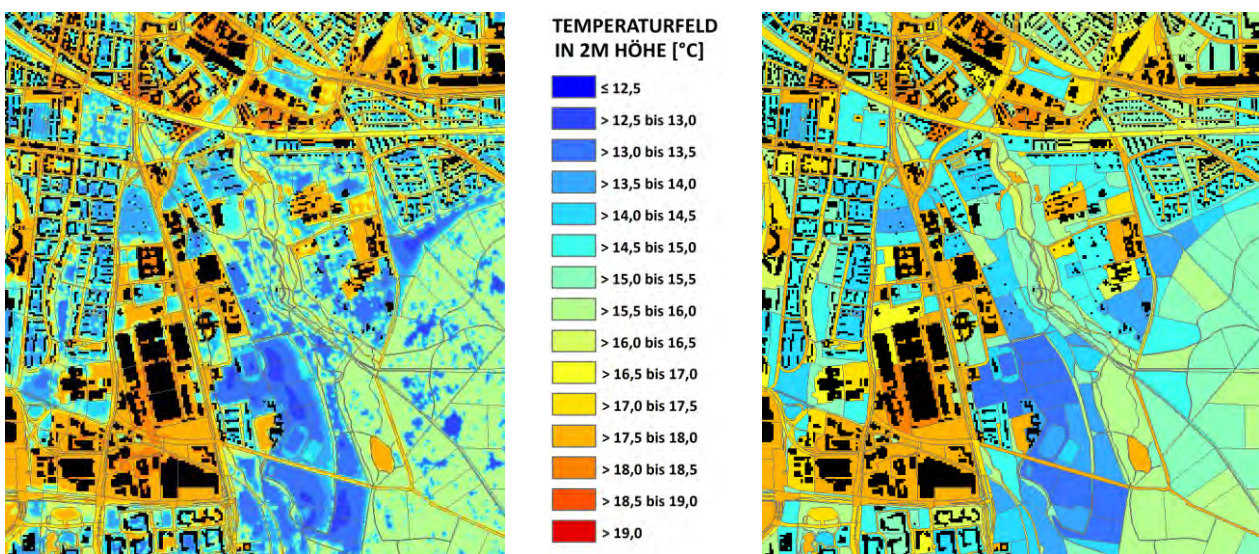 TEMPERATURFELD
IN 2M HÖHE [°C]
≤ 12,5
> 12,5 bis 13,0
> 13,0 bis 13,5
> 13,5 bis 14,0
> 14,0 bis 14,5
> 14,5 bis 15,0
> 15,0 bis 15,5
> 15,5 bis 16,0
> 16,0 bis 16,5
> 16,5 bis 17,0
> 17,0 bis 17,5
> 17,5 bis 18,0
> 18,0 bis 18,5
> 18,5 bis 19,0
> 19,0